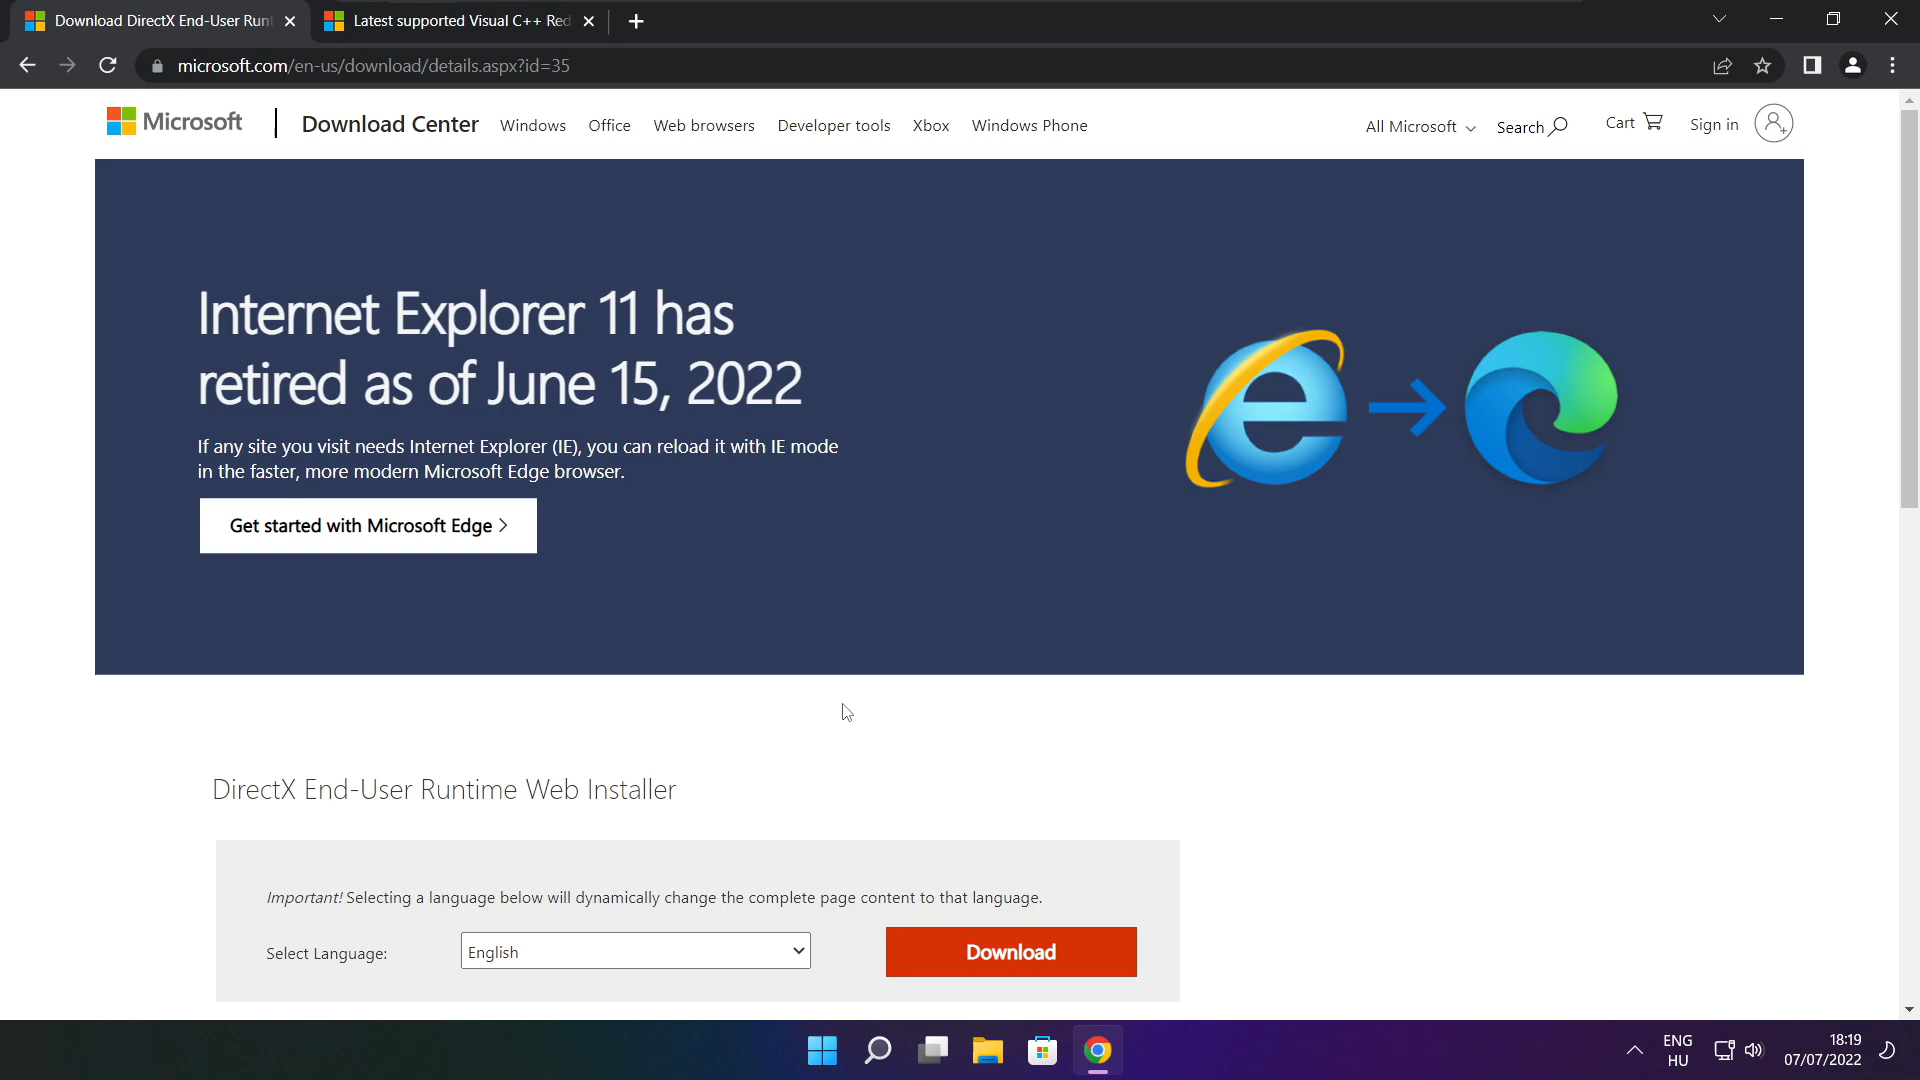 Download DirectX End-User Runt
Latest supported Visual C++ Red
microsoft.com/en-us/download/details.aspx?id=35
Microsoft
Download Center
Windows
Office
Web browsers
Developer tools
Xbox
Windows Phone
All Microsoft
Search
Cart
Sign in
Internet Explorer 11 has
retired as of June 15, 2022
If any site you visit needs Internet Explorer (IE), you can reload it with IE mode
in the faster, more modern Microsoft Edge browser.
Get started with Microsoft Edge >
DirectX End-User Runtime Web Installer
Important! Selecting a language below will dynamically change the complete page content to that language.
Select Language:
English
Download
ENG
HU
18:19
07/07/2022